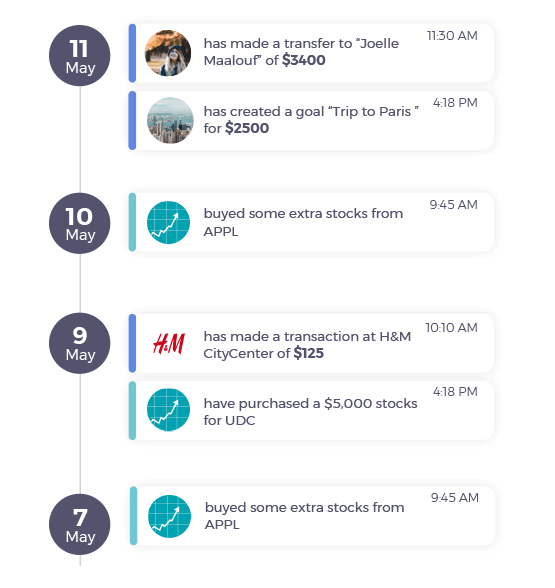 11
May
has made a transfer to “Joelle
Maalouf” of $3400
11:30 AM
has created a goal “Trip to Paris ”
for $2500
4:18 PM
10
May
buyed some extra stocks from
APPL
9:45 AM
9
May
H&M
has made a transaction at H&M
CityCenter of $125
10:10 AM
have purchased a $5,000 stocks
for UDC
4:18 PM
7
May
buyed some extra stocks from
APPL
9:45 AM